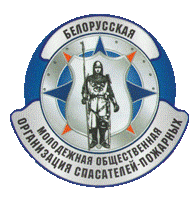 БЕЛОРУССКАЯ
МОЛОДЕЖНАЯ ОБЩЕСТВЕННАЯ
ОРГАНИЗАЦИЯ СПАСАТЕЛЕЙ-ПОЖАРНЫХ